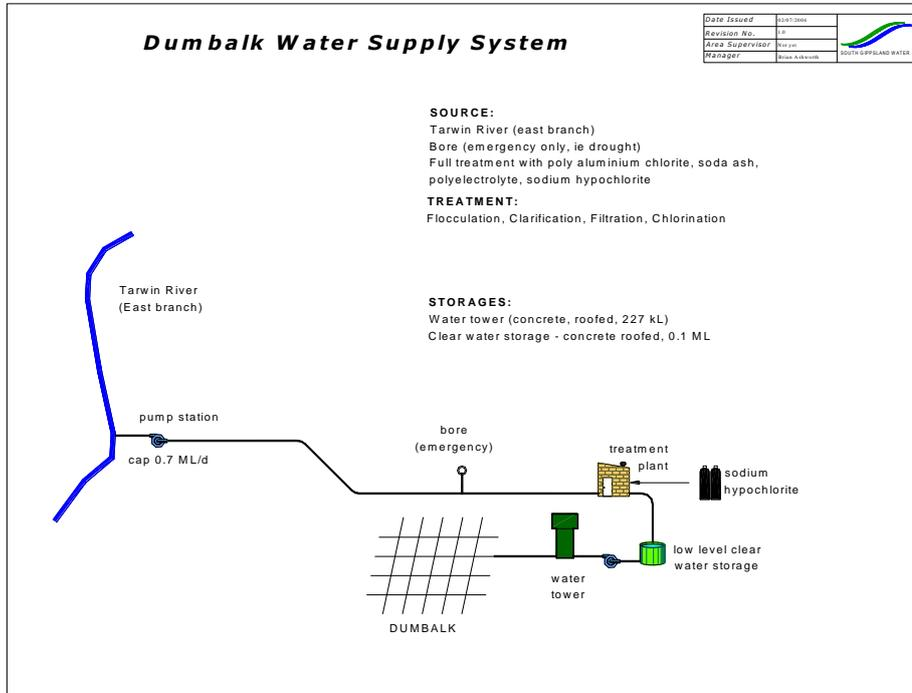 Dumbalk Water Supply System
Date Issued 02/07/2004
Revision No. 1.0
Area Supervisor Not yet
Manager Brian Ashworth
SOUTH GIPPSLAND WATER
SOURCE:
Tarwin River (east branch)
Bore (emergency only, ie drought)
Full treatment with poly aluminium chlorite, soda ash,
polyelectrolyte, sodium hypochlorite
TREATMENT:
Flocculation, Clarification, Filtration, Chlorination
Tarwin River
(East branch)
STORAGES:
Water tower (concrete, roofed, 227 kL)
Clear water storage - concrete roofed, 0.1 ML
pump station
cap 0.7 ML/d
bore
(emergency)
treatment
plant
sodium
hypochlorite
low level clear
water storage
water
tower
DUMBALK